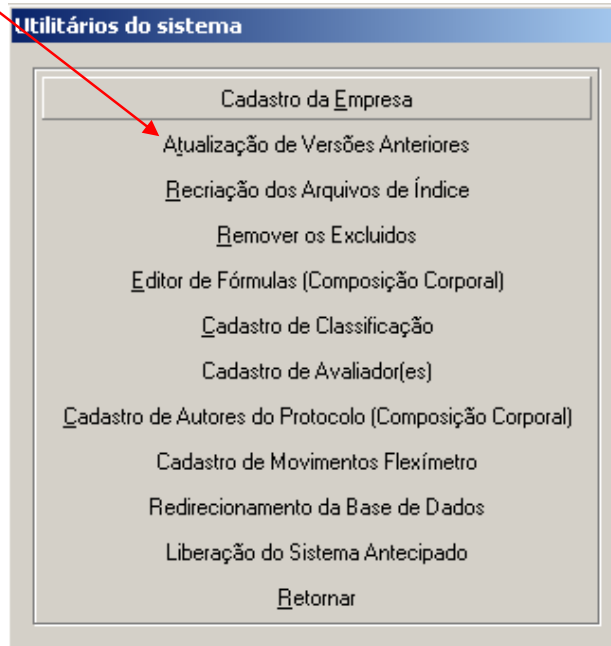 Utilitários do sistema
Cadastro da Empresa
Atualização de Versões Anteriores
Recriação dos Arquivos de Índice
Remover os Excluidos
Editor de Fórmulas (Composição Corporal)
Cadastro de Classificação
Cadastro de Avaliador(es)
Cadastro de Autores do Protocolo (Composição Corporal)
Cadastro de Movimentos Flexímetro
Redirecionamento da Base de Dados
Liberação do Sistema Antecipado
Retornar